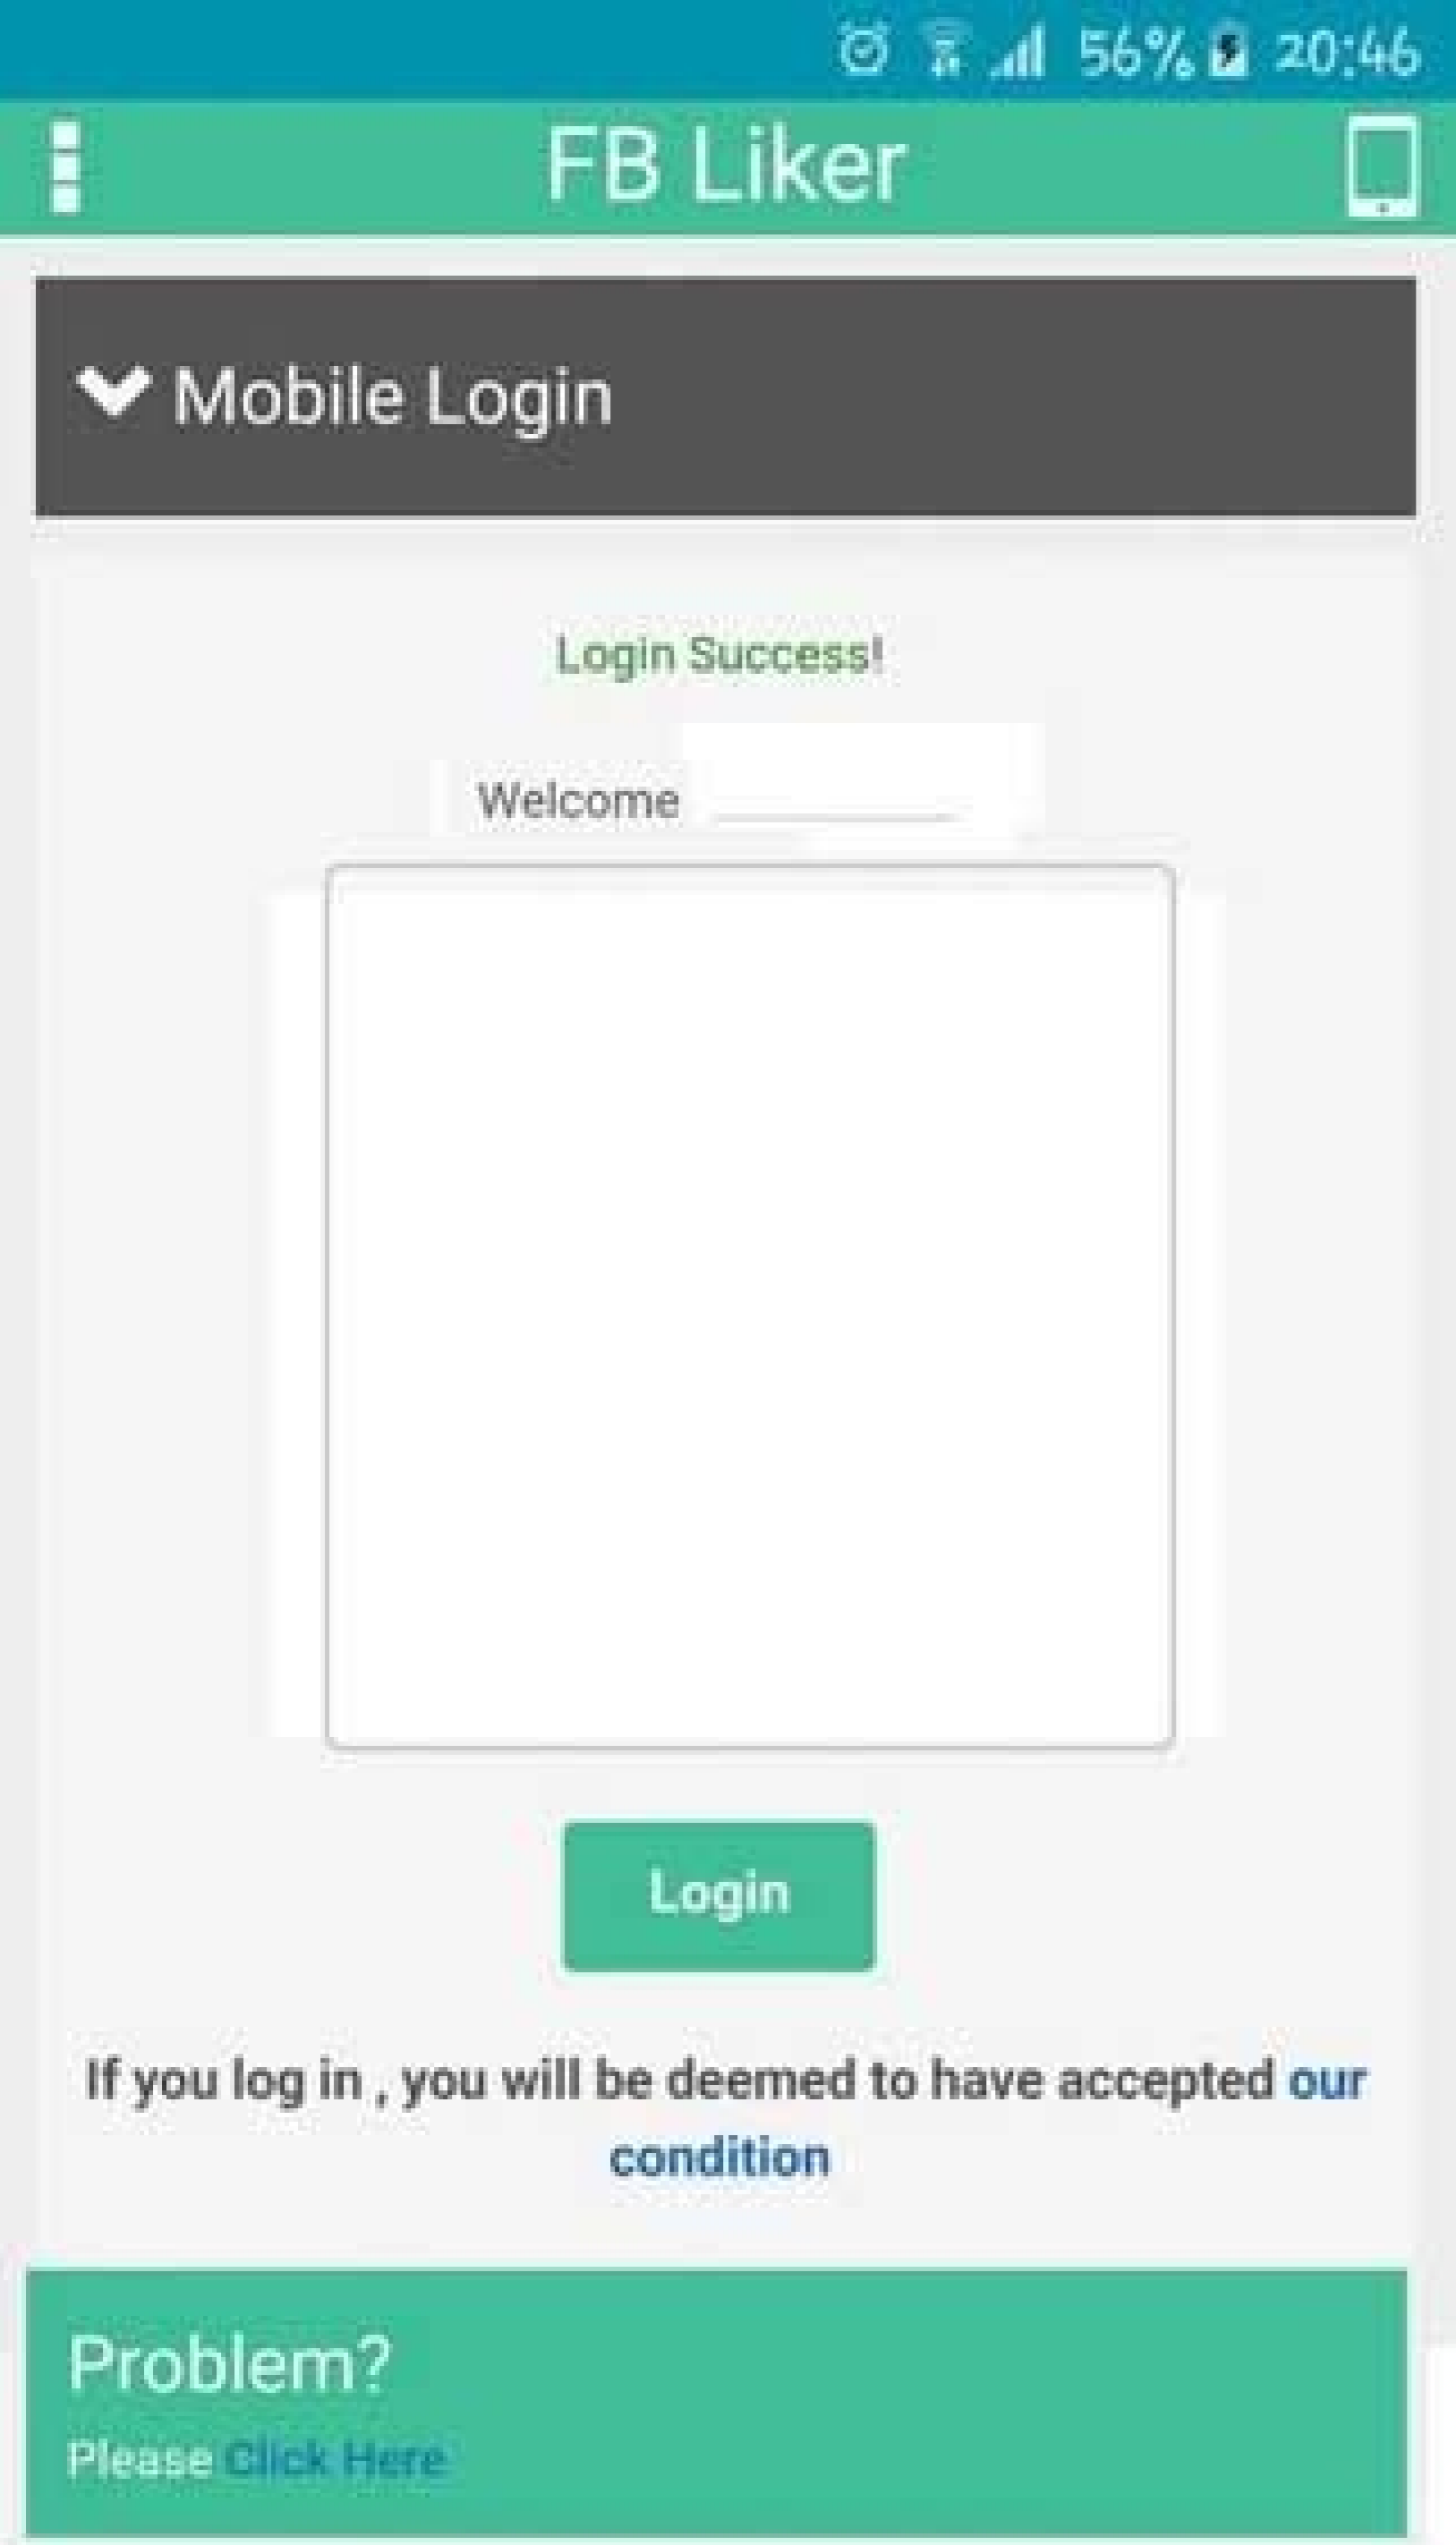 56% 20:46
FB Liker
Mobile Login
Login Success!
Welcome
Login
If you log in , you will be deemed to have accepted our
condition
Problem?
Please Click Here